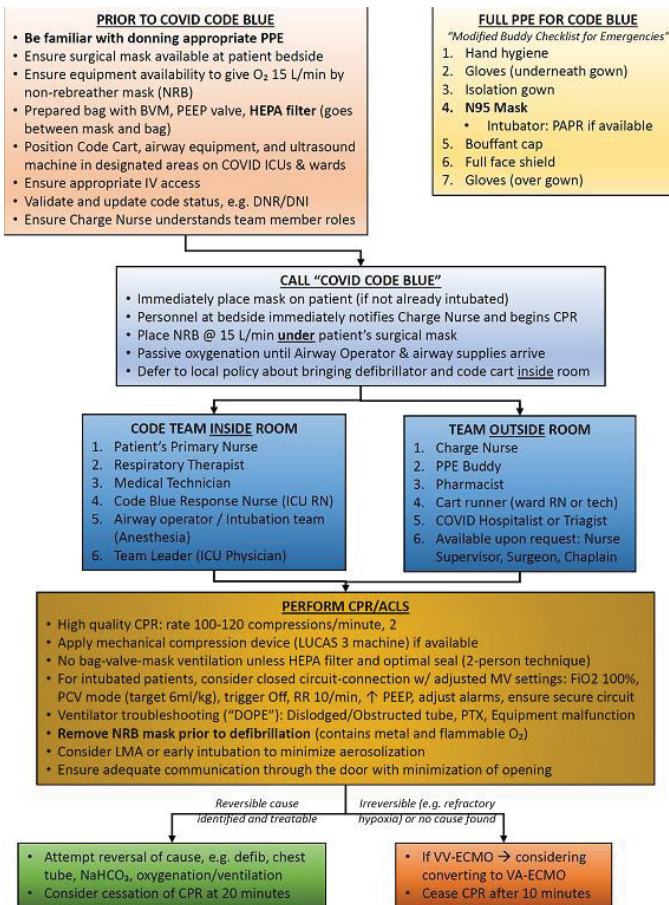 PRIOR TO COVID CODE BLUE
• Be familiar with donning appropriate PPE
• Ensure surgical mask available at patient bedside
• Ensure equipment availability to give O₂ 15 L/min by
non-rebreather mask (NRB)
• Prepared bag with BVM, PEEP valve, HEPA filter (goes
between mask and bag)
• Position Code Cart, airway equipment, and ultrasound
machine in designated areas on COVID ICUs & wards
• Ensure appropriate IV access
• Validate and update code status, e.g. DNR/DNI
• Ensure Charge Nurse understands team member roles
FULL PPE FOR CODE BLUE
"Modified Buddy Checklist for Emergencies"
1. Hand hygiene
2. Gloves (underneath gown)
3. Isolation gown
4. N95 Mask
• Intubator: PAPR if available
5. Bouffant cap
6. Full face shield
7. Gloves (over gown)
CALL “COVID CODE BLUE”
• Immediately place mask on patient (if not already intubated)
• Personnel at bedside immediately notifies Charge Nurse and begins CPR
• Place NRB @ 15 L/min under patient's surgical mask
• Passive oxygenation until Airway Operator & airway supplies arrive
• Defer to local policy about bringing defibrillator and code cart inside room
CODE TEAM INSIDE ROOM
1. Patient's Primary Nurse
2. Respiratory Therapist
3. Medical Technician
4. Code Blue Response Nurse (ICU RN)
5. Airway operator / Intubation team
(Anesthesia)
6. Team Leader (ICU Physician)
TEAM OUTSIDE ROOM
1. Charge Nurse
2. PPE Buddy
3. Pharmacist
4. Cart runner (ward RN or tech)
5. COVID Hospitalist or Triagist
6. Available upon request: Nurse
Supervisor, Surgeon, Chaplain
PERFORM CPR/ACLS
• High quality CPR: rate 100-120 compressions/minute, 2
• Apply mechanical compression device (LUCAS 3 machine) if available
• No bag-valve-mask ventilation unless HEPA filter and optimal seal (2-person technique)
• For intubated patients, consider closed circuit-connection w/ adjusted MV settings: FiO2 100%,
PCV mode (target 6ml/kg), trigger Off, RR 10/min, ↑ PEEP, adjust alarms, ensure secure circuit
• Ventilator troubleshooting (“DOPE”): Dislodged/Obstructed tube, PTX, Equipment malfunction
• Remove NRB mask prior to defibrillation (contains metal and flammable O₂)
• Consider LMA or early intubation to minimize aerosolization
• Ensure adequate communication through the door with minimization of opening
Reversible cause
identified and treatable
Irreversible (e.g. refractory
hypoxia) or no cause found
• Attempt reversal of cause, e.g. defib, chest
tube, NaHCO₃, oxygenation/ventilation
• Consider cessation of CPR at 20 minutes
• If VV-ECMO → considering
converting to VA-ECMO
• Cease CPR after 10 minutes